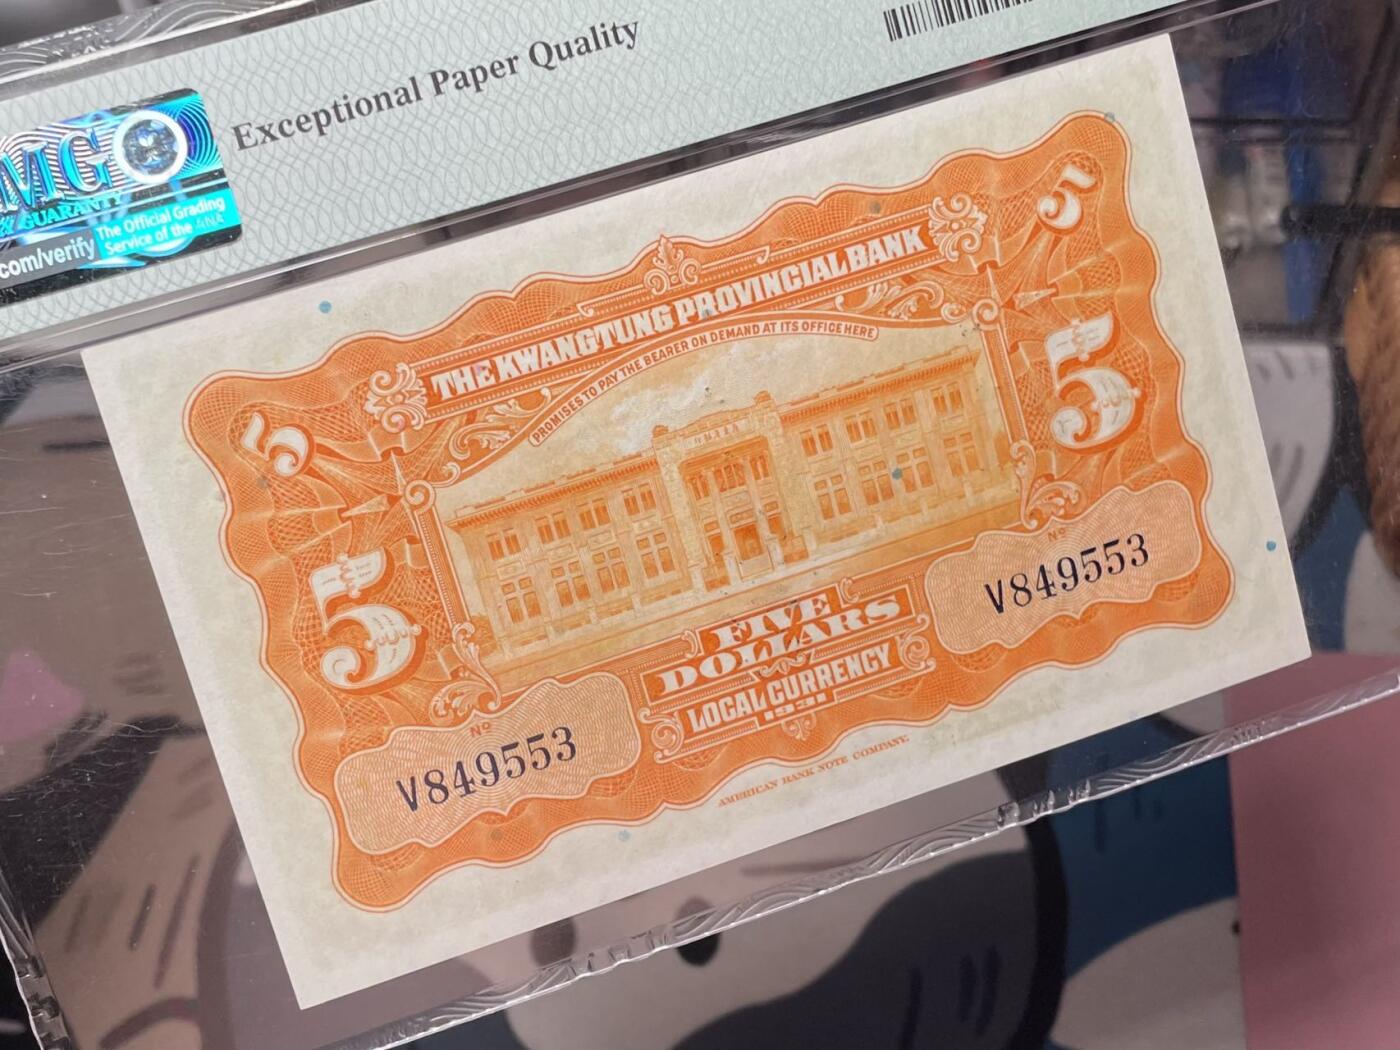 Exceptional Paper Quality
PMG
GUARANTY
The Official Grading
Service of the ANA
com/verify
5
5
THE KWANGTUNG PROVINCIAL BANK
PROMISES TO PAY THE BEARER ON DEMAND AT ITS OFFICE HERE
5
5
Nº
V849553
FIVE
DOLLARS
LOCAL CURRENCY
1931
Nº
V849553
AMERICAN BANK NOTE COMPANY.